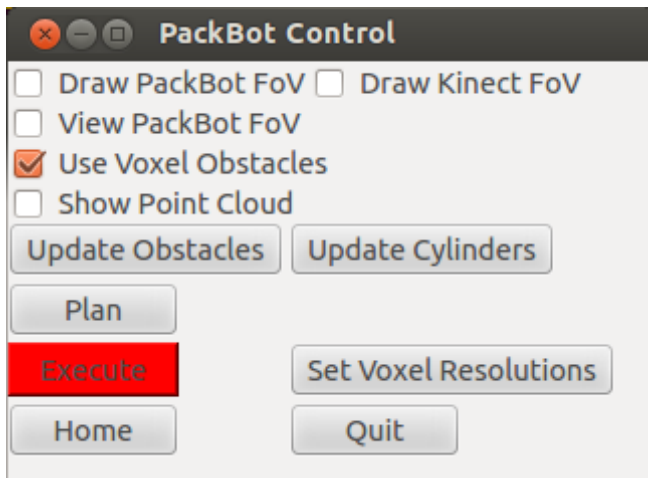 PackBot Control
Draw PackBot FoV Draw Kinect FoV
View PackBot FoV
Use Voxel Obstacles
Show Point Cloud
Update Obstacles Update Cylinders
Plan
Execute Set Voxel Resolutions
Home Quit